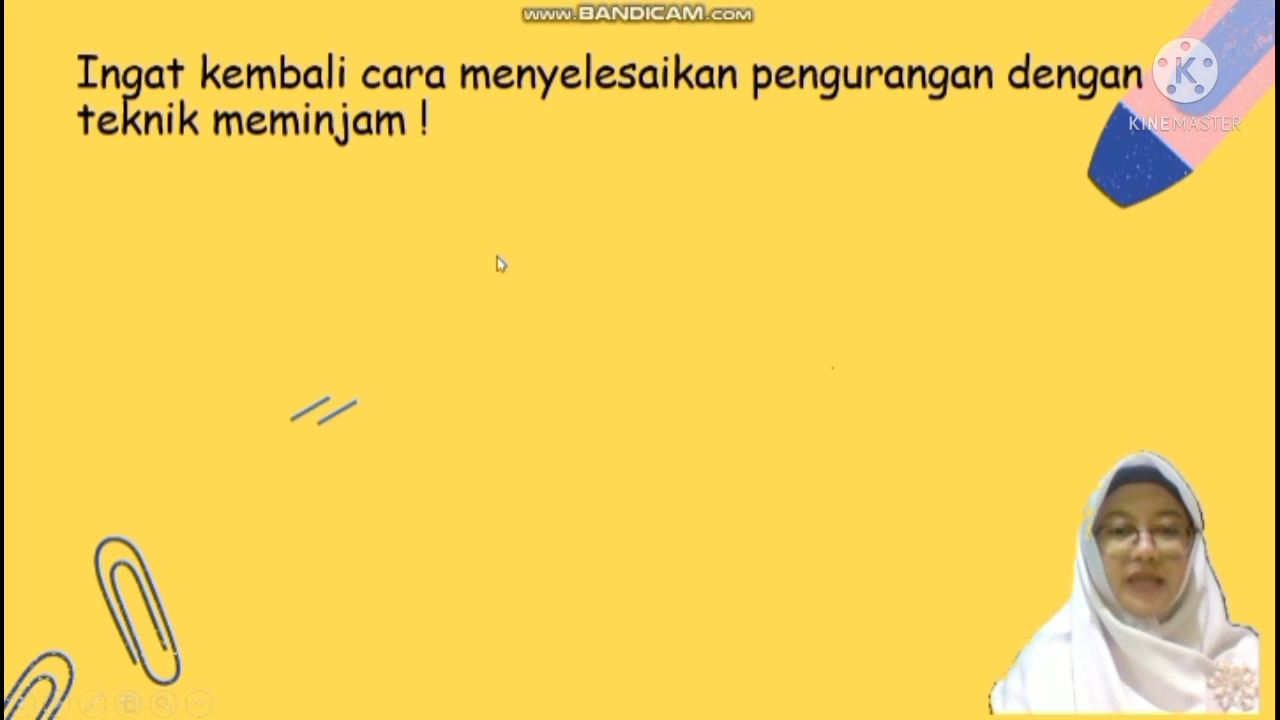 www.BANDICAM.com
Ingat kembali cara menyelesaikan pengurangan dengan
teknik meminjam !
K
KINEMASTER